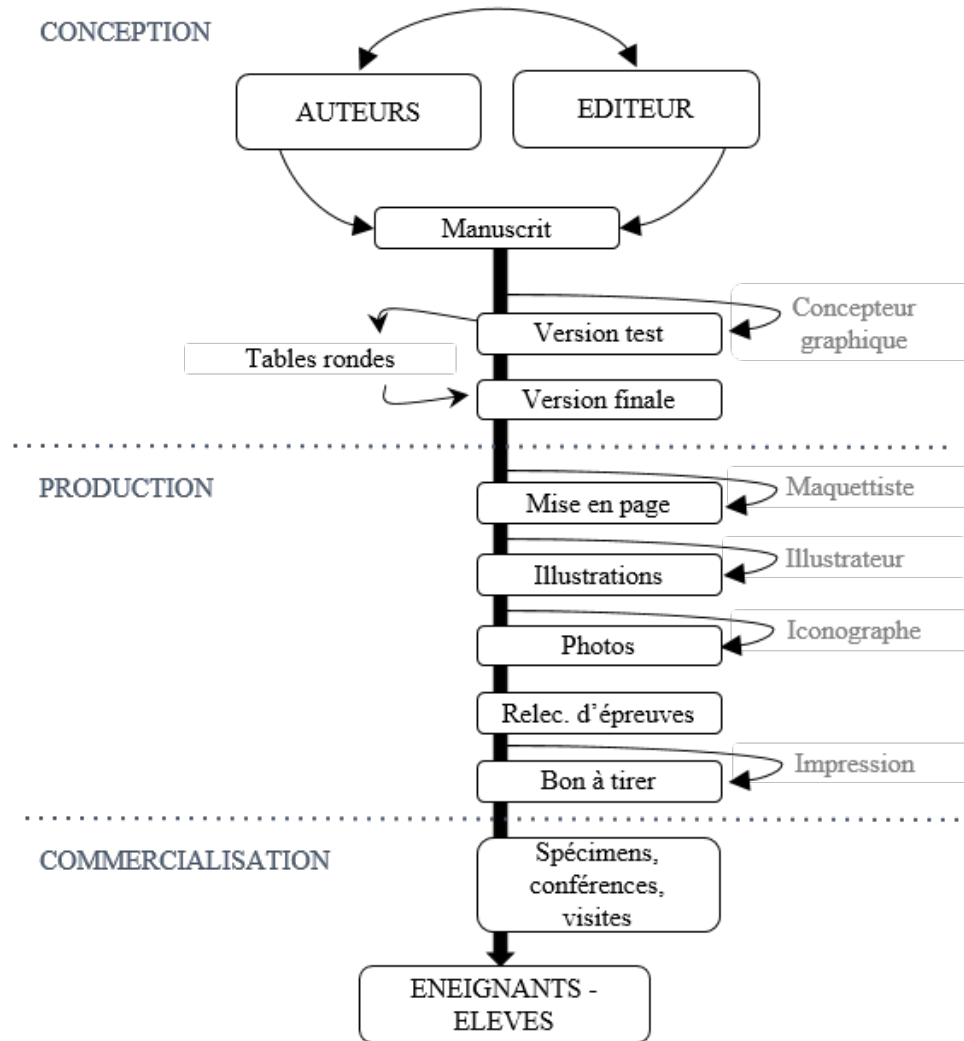 CONCEPTION
AUTEURS
EDITEUR
Manuscrit
Concepteur
graphique
Version test
Tables rondes
Version finale
PRODUCTION
Maquettiste
Mise en page
Illustrateur
Illustrations
Iconographe
Photos
Relec. d'épreuves
Impression
Bon à tirer
COMMERCIALISATION
Spécimens,
conférences,
visites
ENEIGNANTS -
ELEVES